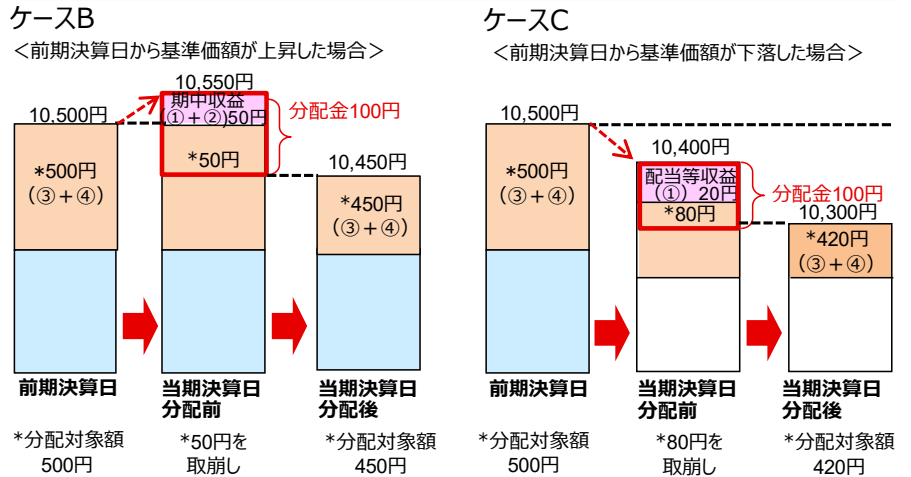 ケースB
＜前期決算日から基準価額が上昇した場合＞
10,550円
期中収益
(①＋②)50円
分配金100円
10,500円
*500円
(③＋④)
*50円
10,450円
*450円
(③＋④)
前期決算日
当期決算日
分配前
当期決算日
分配後
*分配対象額
500円
*50円を
取崩し
*分配対象額
450円
ケースC
＜前期決算日から基準価額が下落した場合＞
10,500円
*500円
(③＋④)
10,400円
配当等収益
(①) 20円
*80円
分配金100円
10,300円
*420円
(③＋④)
前期決算日
当期決算日
分配前
当期決算日
分配後
*分配対象額
500円
*80円を
取崩し
*分配対象額
420円